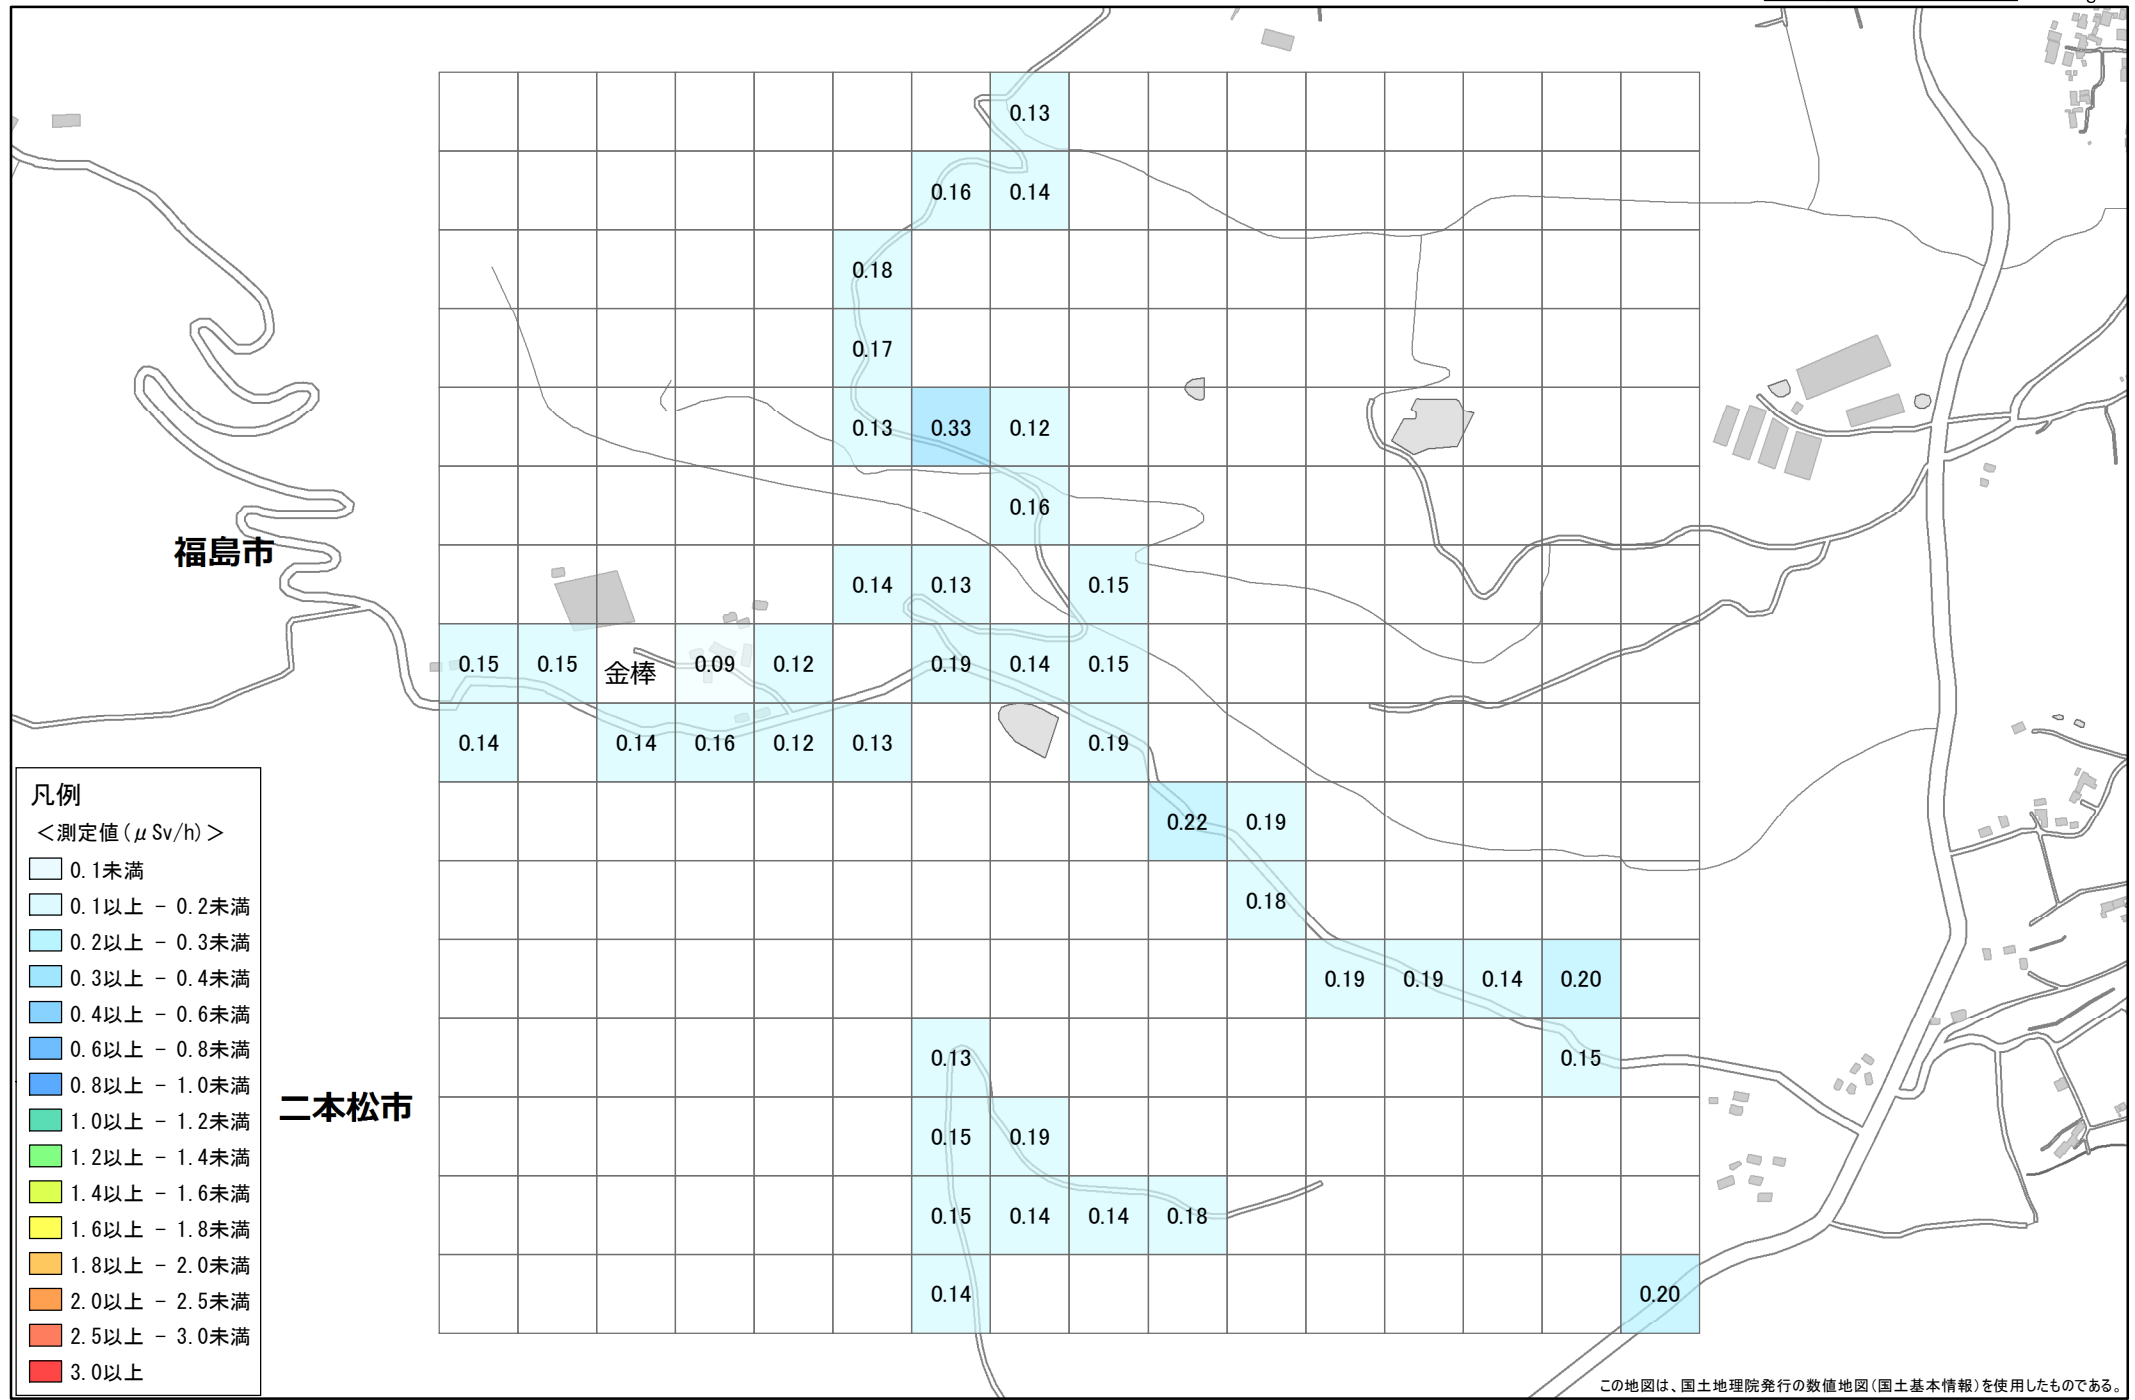 0.13
0.16 0.14
0.18
0.17
0.13 0.33 0.12
0.16
福島市
0.14 0.13 0.15
0.15 0.15 金棒 0.09 0.12 0.19 0.14 0.15
0.14 0.14 0.16 0.12 0.13 0.19
0.22 0.19
0.18
0.19 0.19 0.14 0.20
0.13 0.15
二本松市
0.15 0.19
0.15 0.14 0.14 0.18
0.14 0.20
凡例
＜測定値(μSv/h)＞
0.1未満
0.1以上 － 0.2未満
0.2以上 － 0.3未満
0.3以上 － 0.4未満
0.4以上 － 0.6未満
0.6以上 － 0.8未満
0.8以上 － 1.0未満
1.0以上 － 1.2未満
1.2以上 － 1.4未満
1.4以上 － 1.6未満
1.6以上 － 1.8未満
1.8以上 － 2.0未満
2.0以上 － 2.5未満
2.5以上 － 3.0未満
3.0以上
この地図は、国土地理院発行の数値地図(国土基本情報)を使用したものである。